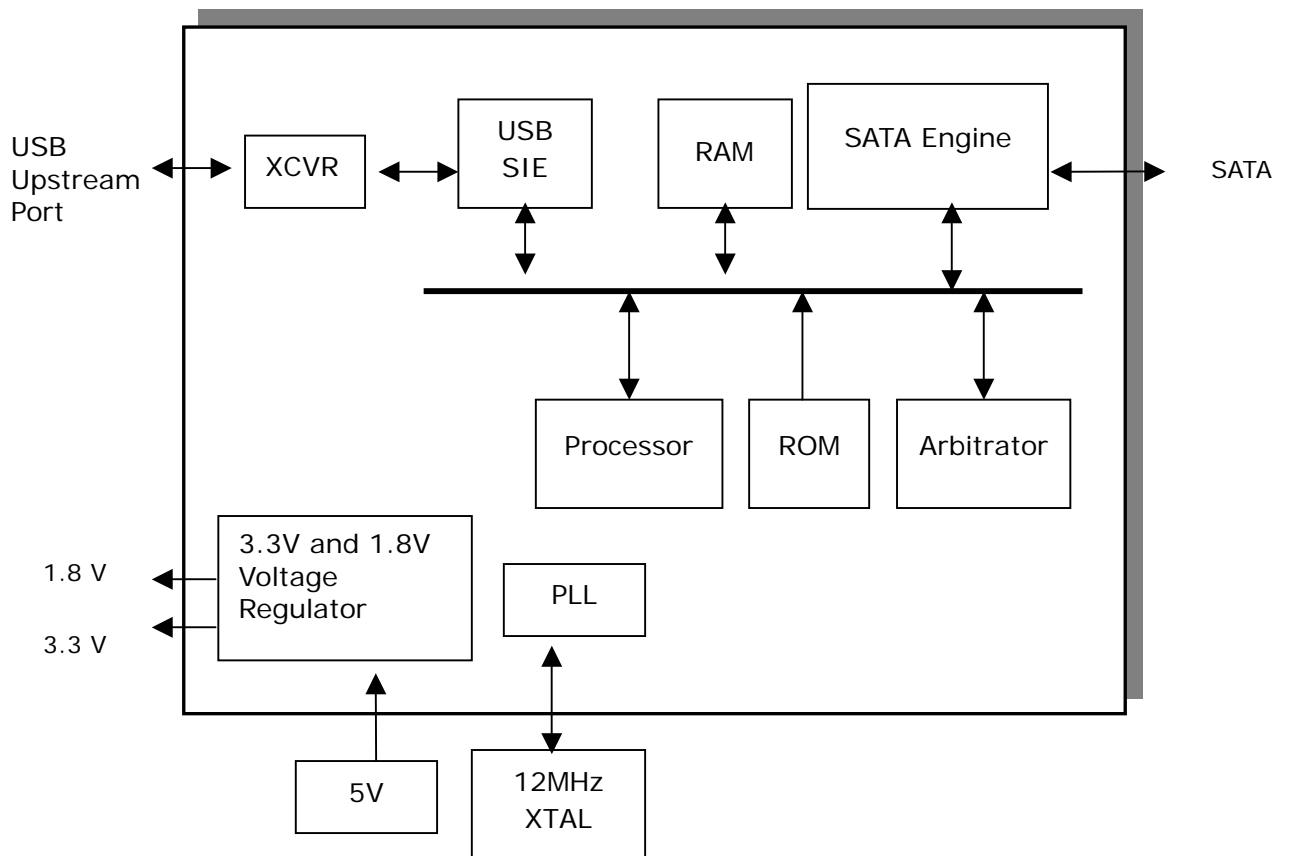 USB
Upstream
Port
XCVR
USB
SIE
RAM
SATA Engine
SATA
Processor
ROM
Arbitrator
3.3V and 1.8V
Voltage
Regulator
1.8 V
3.3 V
PLL
5V
12MHz
XTAL